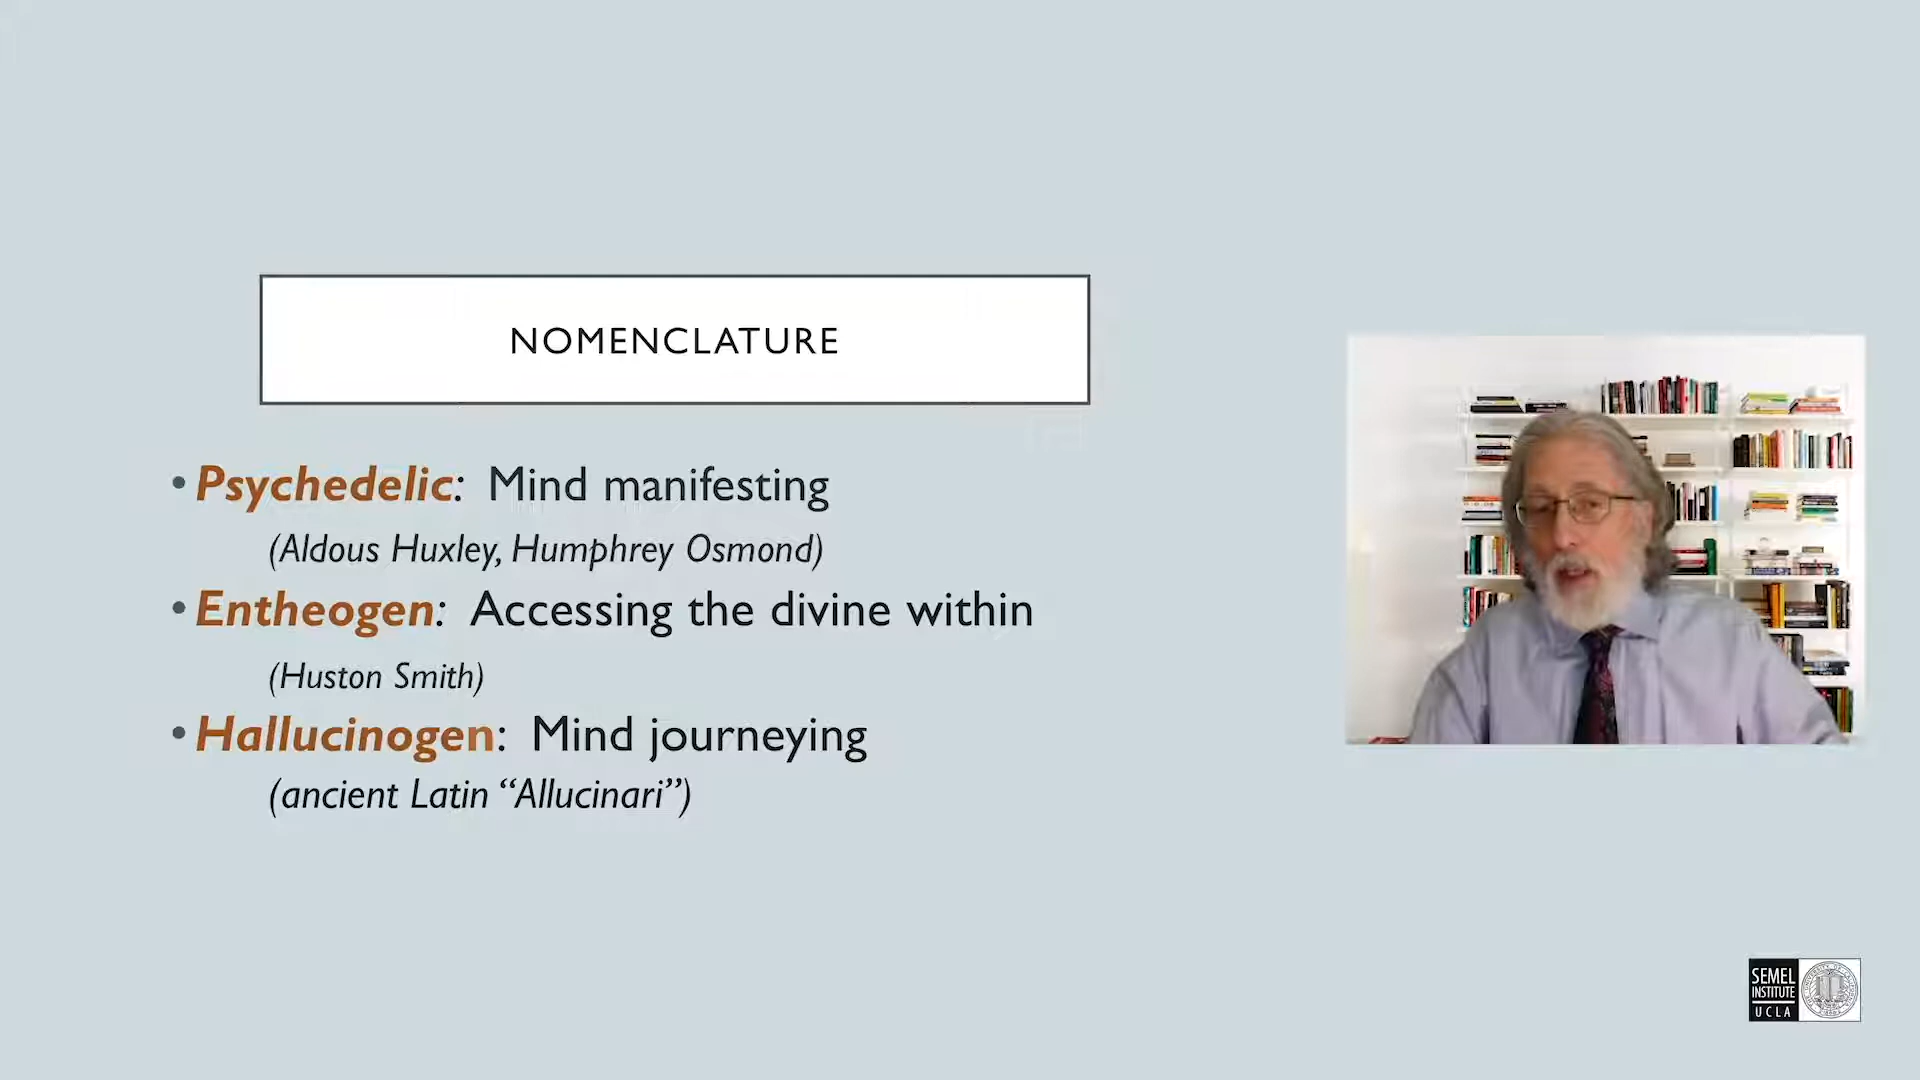 NOMENCLATURE
• Psychedelic: Mind manifesting
(Aldous Huxley, Humphrey Osmond)
• Entheogen: Accessing the divine within
(Huston Smith)
• Hallucinogen: Mind journeying
(ancient Latin “Allucinari”)
SEMEL
INSTITUTE
UCLA